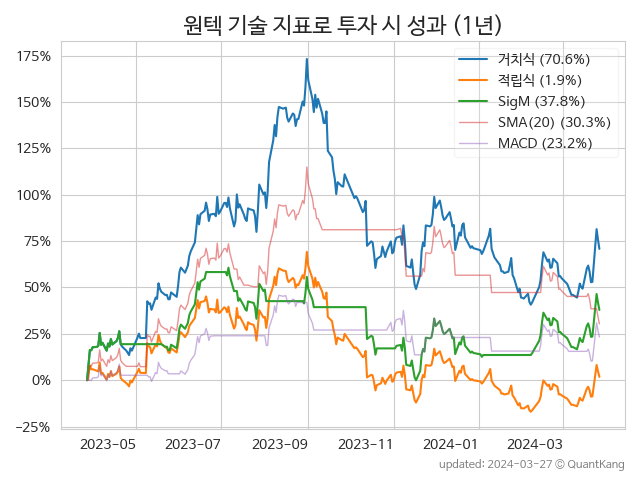 원텍 기술 지표로 투자 시 성과 (1년)
175%
150%
125%
100%
75%
50%
25%
0%
−25%
거치식 (70.6%)
적립식 (1.9%)
SigM (37.8%)
SMA(20) (30.3%)
MACD (23.2%)
2023-05
2023-07
2023-09
2023-11
2024-01
2024-03
updated: 2024-03-27 © QuantKang